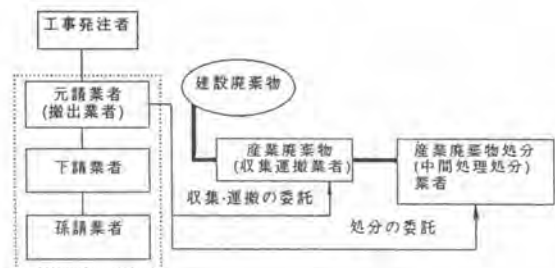 工事発注者
元請業者
(搬出業者)
下請業者
孫請業者
建設廃棄物
産業廃棄物
(収集運搬業者)
産業廃棄物処分
(中間処理処分)
業者
収集・運搬の委託
処分の委託